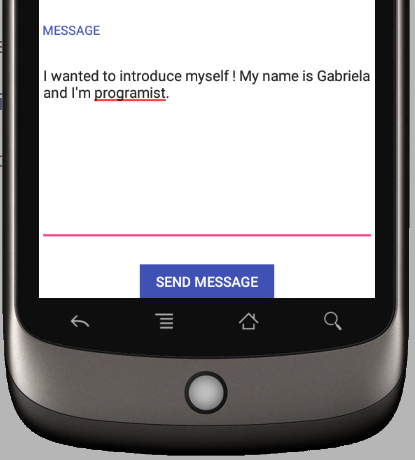 MESSAGE
I wanted to introduce myself ! My name is Gabriela
and I'm programist.
SEND MESSAGE